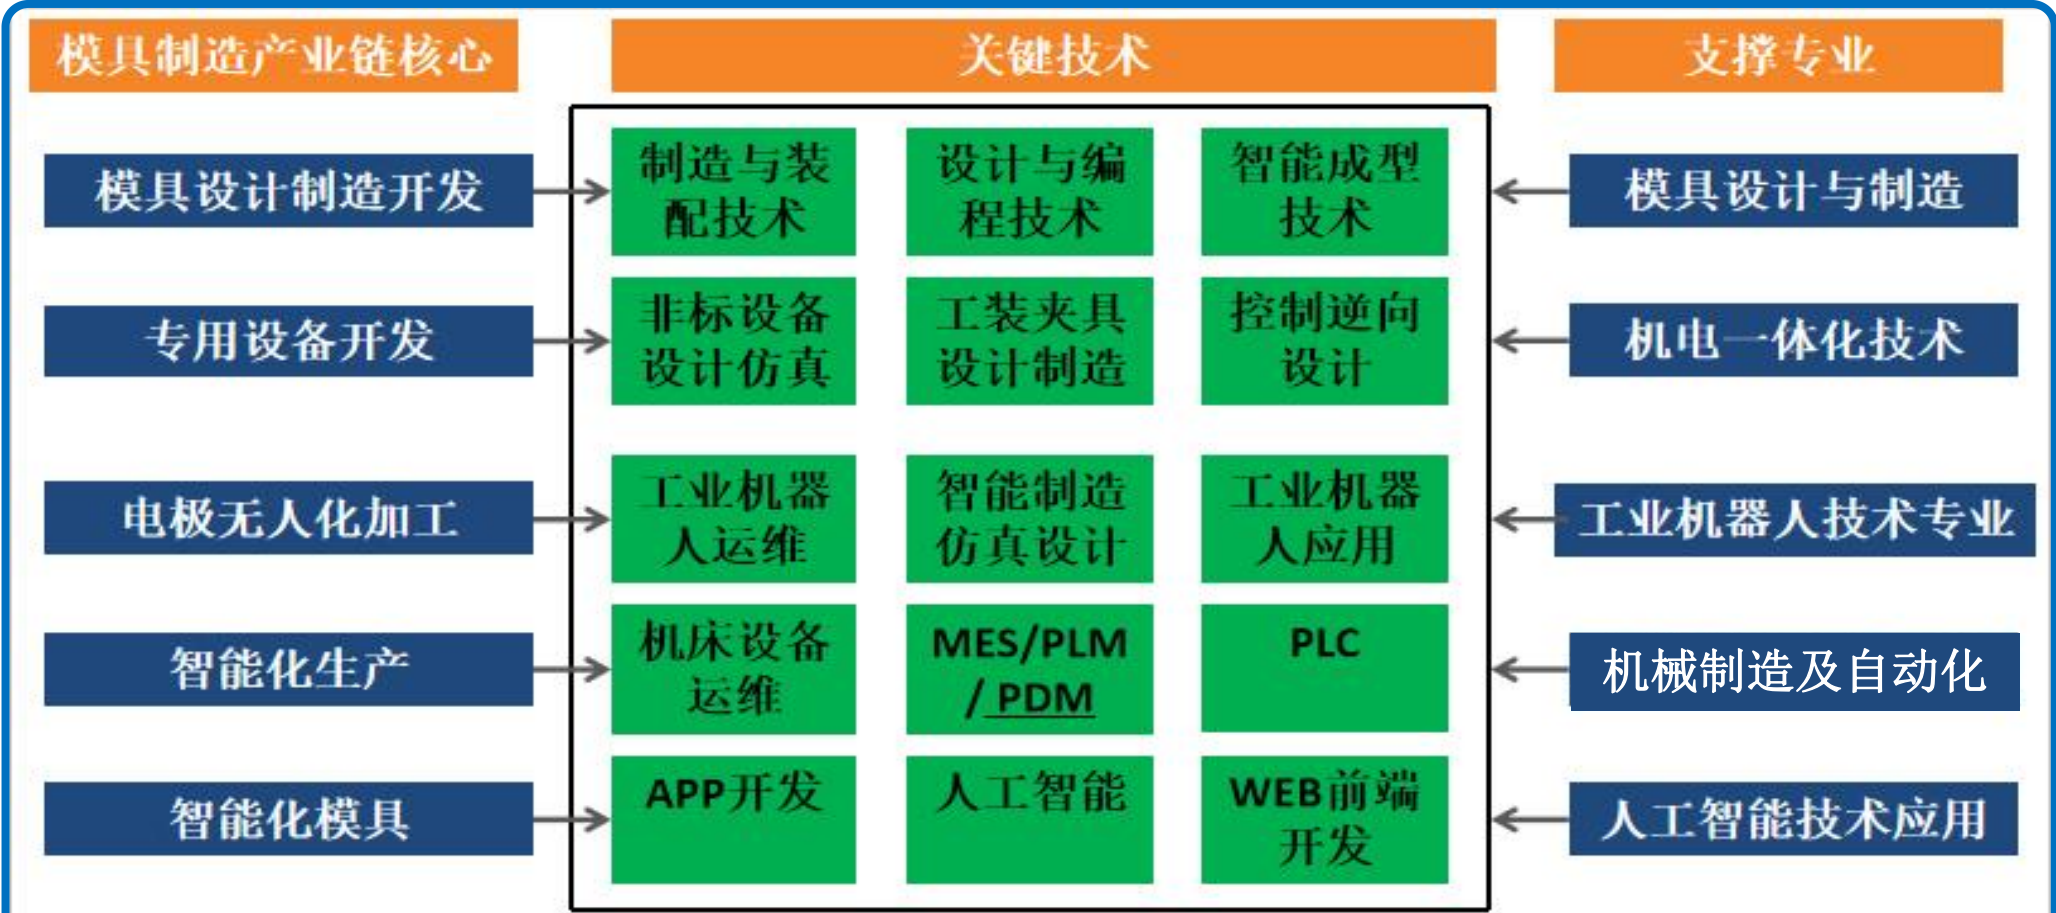 模具制造产业链核心
关键技术
支撑专业
模具设计制造开发
制造与装
配技术
设计与编
程技术
智能成型
技术
模具设计与制造
专用设备开发
非标设备
设计仿真
工装夹具
设计制造
控制逆向
设计
机电一体化技术
电极无人化加工
工业机器
人运维
智能制造
仿真设计
工业机器
人应用
工业机器人技术专业
智能化生产
机床设备
运维
MES/PLM
/ PDM
PLC
机械制造及自动化
智能化模具
APP开发
人工智能
WEB前端
开发
人工智能技术应用